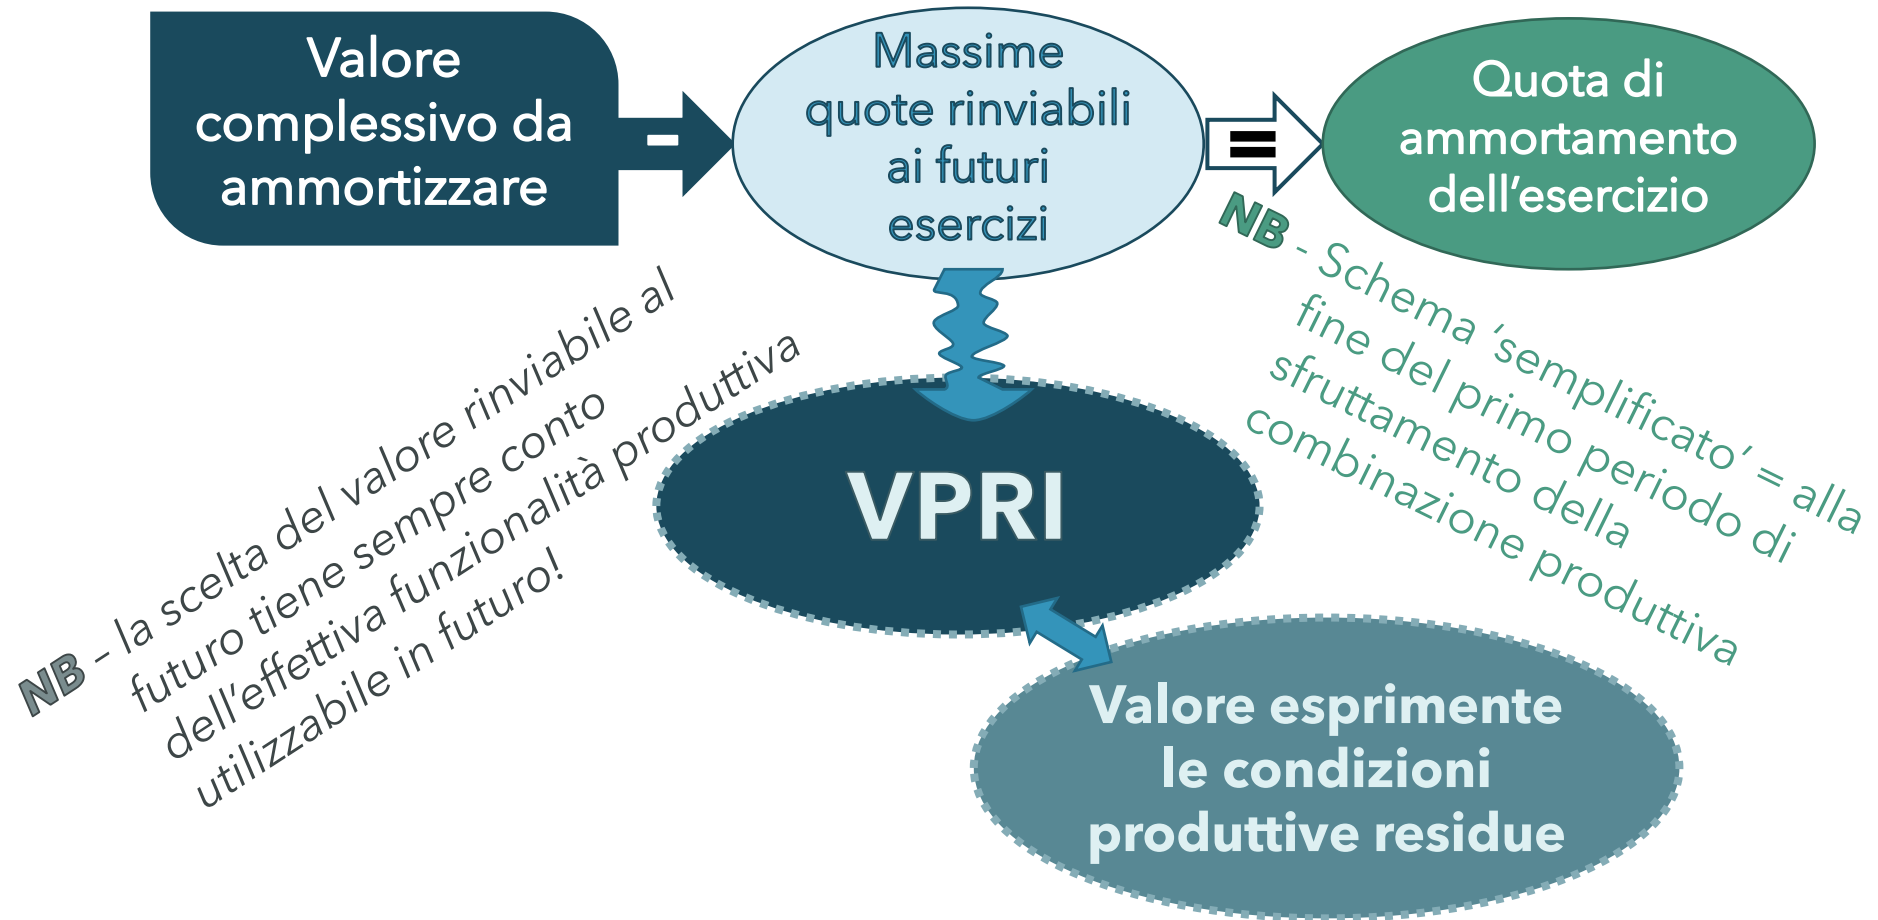 Valore
complessivo da
ammortizzare
-
Massime
quote rinviabili
ai futuri
esercizi
=
Quota di
ammortamento
dell'esercizio
NB - Schema 'semplificato' = alla
fine del primo periodo di
sfruttamento della
combinazione produttiva
NB – la scelta del valore rinviabile al
futuro tiene sempre conto
dell'effettiva funzionalità produttiva
utilizzabile in futuro!
VPRI
Valore esprimente
le condizioni
produttive residue